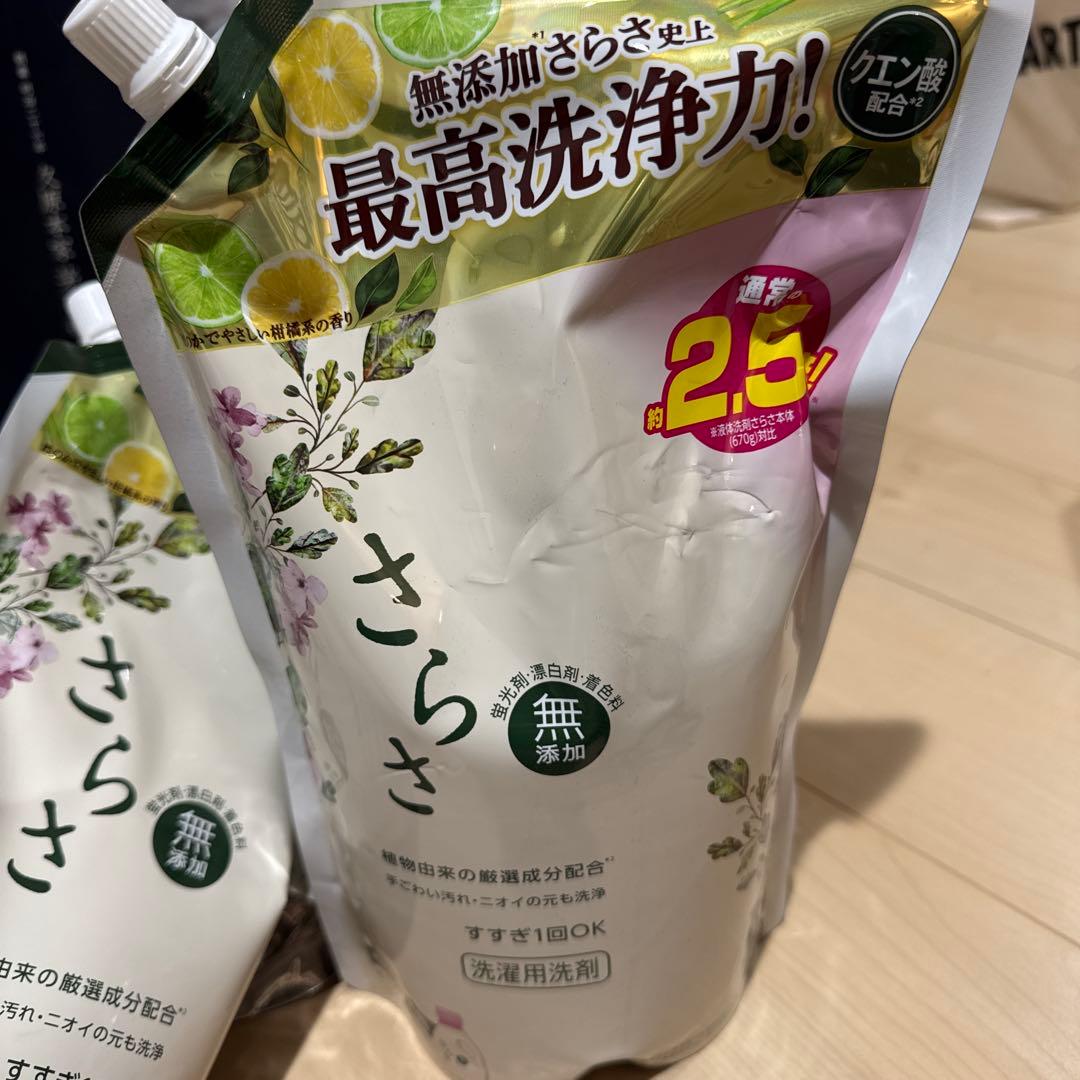 無添加*1さらさ史上
最高洗浄力!
クエン酸
配合*2
やさしい柑橘系の香り
通常の
約2.5
※液体洗剤さらさ本体
(670g)対比
さらさ
蛍光剤・漂白剤・着色料
無
添加
植物由来の厳選成分配合*2
手ごわい汚れ・ニオイの元も洗浄
すすぎ1回OK
洗濯用洗剤
さらさ
蛍光剤・漂白剤・着色料
無
添加
由来の厳選成分配合
汚れ・ニオイの元も洗浄
すすぎ
ART